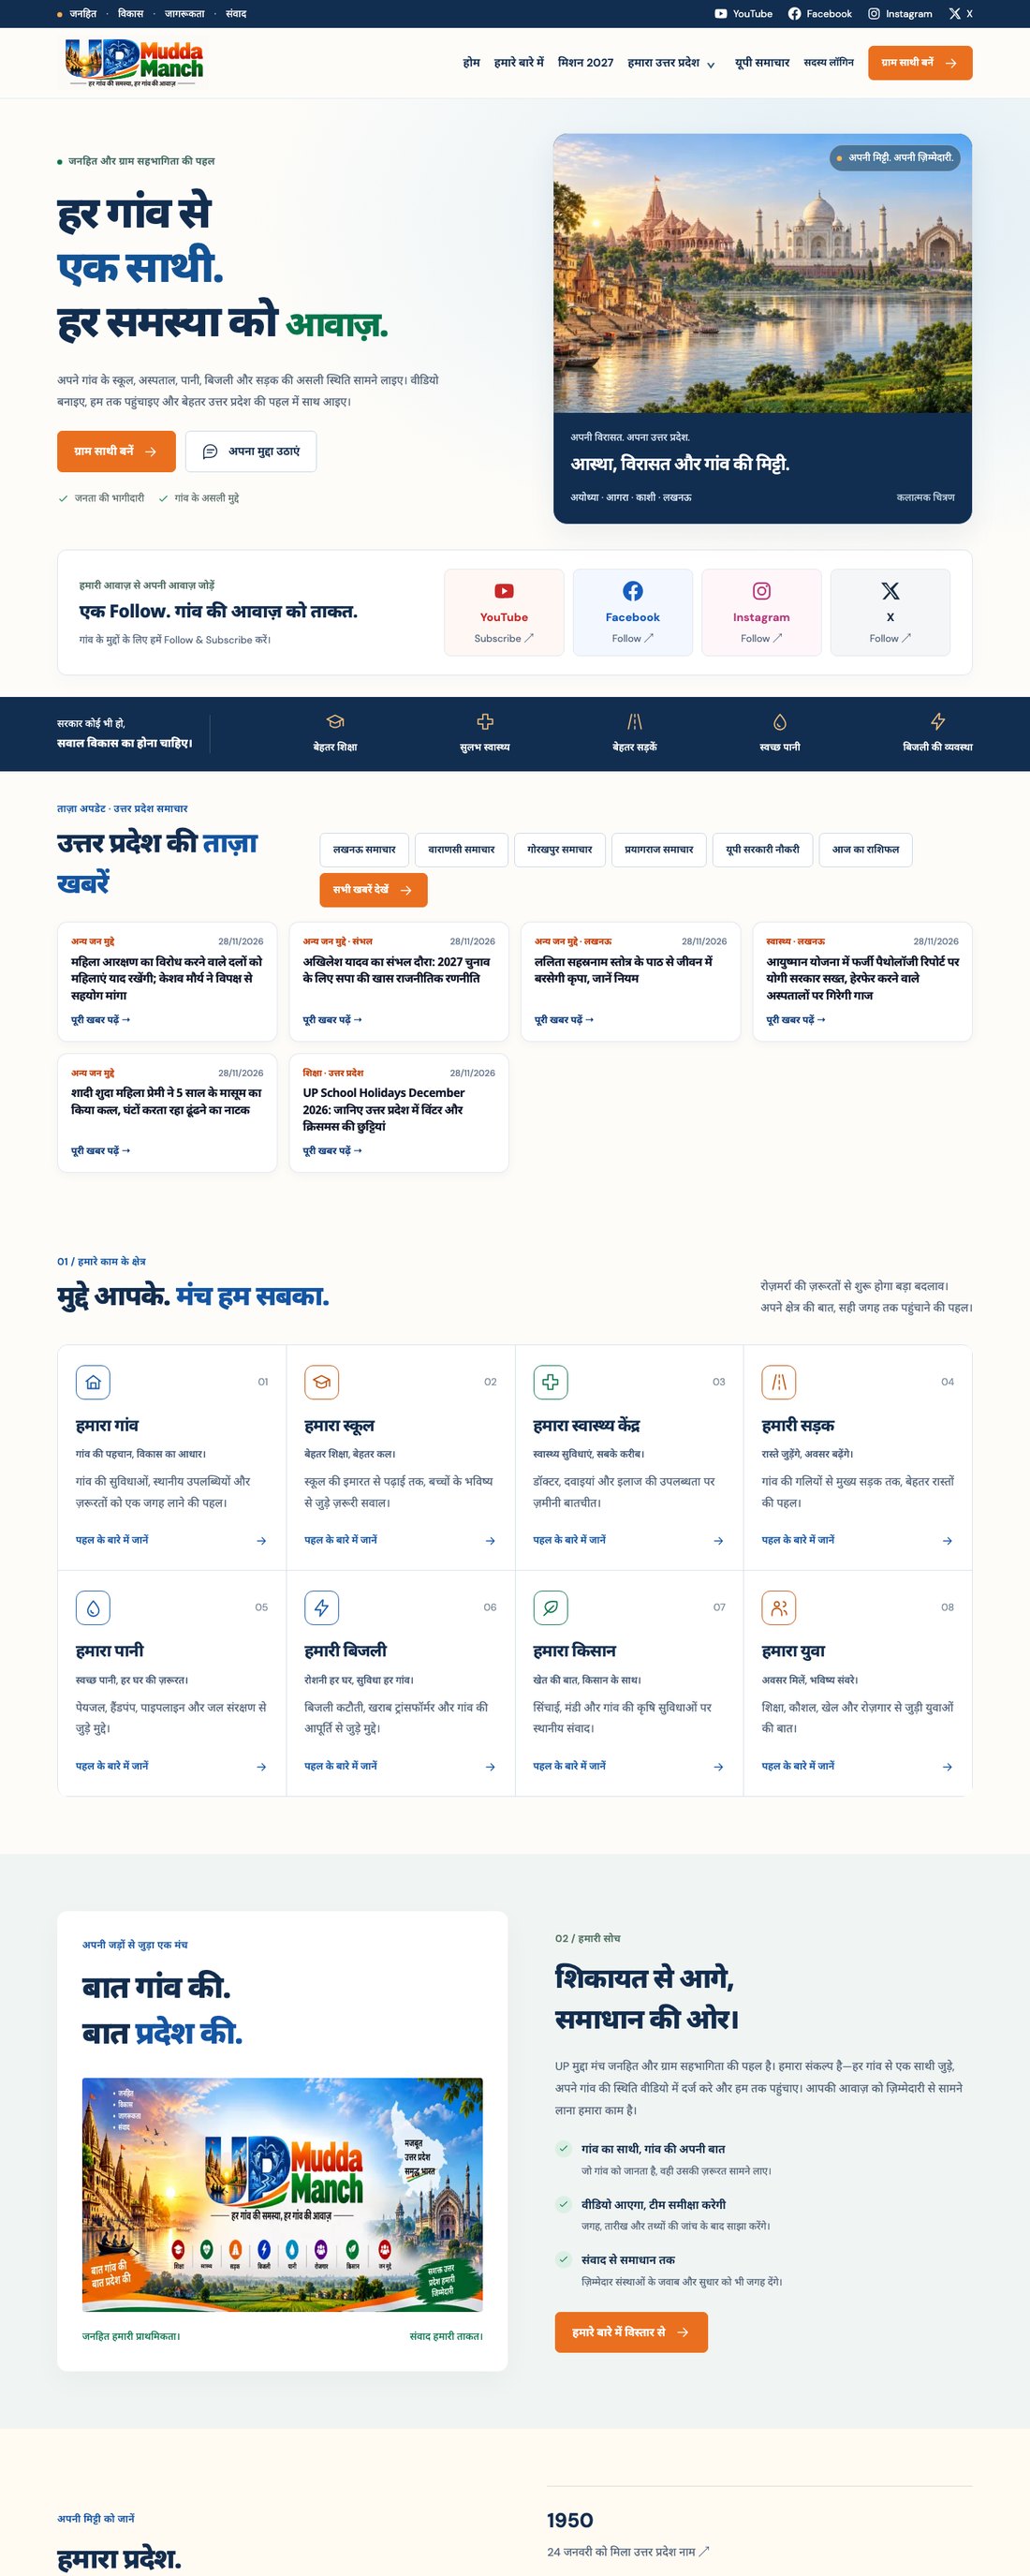 जनहित · विकास · जागरूकता · संवाद
YouTube Facebook Instagram X
UP Mudda Manch
हर गांव की समस्या, हर गांव की आवाज़
होम हमारे बारे में मिशन 2027 हमारा उत्तर प्रदेश यूपी समाचार सदस्य लॉगिन ग्राम साथी बनें →
जनहित और ग्राम सहभागिता की पहल
हर गांव से
एक साथी.
हर समस्या को आवाज़.
अपने गांव के स्कूल, अस्पताल, पानी, बिजली और सड़क की असली स्थिति सामने लाइए। वीडियो
बनाइए, हम तक पहुंचाइए और बेहतर उत्तर प्रदेश की पहल में साथ आइए।
ग्राम साथी बनें →
अपना मुद्दा उठाएं
जनता की भागीदारी
गांव के असली मुद्दे
अपनी मिट्टी. अपनी ज़िम्मेदारी.
अपनी विरासत. अपना उत्तर प्रदेश.
आस्था, विरासत और गांव की मिट्टी.
अयोध्या · आगरा · काशी · लखनऊ
कलात्मक चित्रण
हमारी आवाज़ से अपनी आवाज़ जोड़ें
एक Follow. गांव की आवाज़ को ताकत.
गांव के मुद्दों के लिए हमें Follow & Subscribe करें।
YouTube
Subscribe ↗
Facebook
Follow ↗
Instagram
Follow ↗
X
Follow ↗
सरकार कोई भी हो,
सवाल विकास का होना चाहिए।
बेहतर शिक्षा
सुलभ स्वास्थ्य
बेहतर सड़कें
स्वच्छ पानी
बिजली की व्यवस्था
ताज़ा अपडेट · उत्तर प्रदेश समाचार
उत्तर प्रदेश की ताज़ा
खबरें
लखनऊ समाचार
वाराणसी समाचार
गोरखपुर समाचार
प्रयागराज समाचार
यूपी सरकारी नौकरी
आज का राशिफल
सभी खबरें देखें →
अन्य जन मुद्दे 28/11/2026
महिला आरक्षण का विरोध करने वाले दलों को
महिलाएं याद रखेंगी; केशव मौर्य ने विपक्ष से
सहयोग मांगा
पूरी खबर पढ़ें →
अन्य जन मुद्दे · संभल 28/11/2026
अखिलेश यादव का संभल दौरा: 2027 चुनाव
के लिए सपा की खास राजनीतिक रणनीति
पूरी खबर पढ़ें →
अन्य जन मुद्दे · लखनऊ 28/11/2026
ललिता सहस्रनाम स्तोत्र के पाठ से जीवन में
बरसेगी कृपा, जानें नियम
पूरी खबर पढ़ें →
स्वास्थ्य · लखनऊ 28/11/2026
आयुष्मान योजना में फर्जी पैथोलॉजी रिपोर्ट पर
योगी सरकार सख्त, हेरफेर करने वाले
अस्पतालों पर गिरेगी गाज
पूरी खबर पढ़ें →
अन्य जन मुद्दे 28/11/2026
शादी शुदा महिला प्रेमी ने 5 साल के मासूम का
किया कत्ल, घंटों करता रहा ढूंढने का नाटक
पूरी खबर पढ़ें →
शिक्षा · उत्तर प्रदेश 28/11/2026
UP School Holidays December
2026: जानिए उत्तर प्रदेश में विंटर और
क्रिसमस की छुट्टियां
पूरी खबर पढ़ें →
01 / हमारे काम के क्षेत्र
मुद्दे आपके. मंच हम सबका.
रोज़मर्रा की ज़रूरतों से शुरू होगा बड़ा बदलाव।
अपने क्षेत्र की बात, सही जगह तक पहुंचाने की पहल।
01
हमारा गांव
गांव की पहचान, विकास का आधार।
गांव की सुविधाओं, स्थानीय उपलब्धियों और
ज़रूरतों को एक जगह लाने की पहल।
पहल के बारे में जानें →
02
हमारा स्कूल
बेहतर शिक्षा, बेहतर कल।
स्कूल की इमारत से पढ़ाई तक, बच्चों के भविष्य
से जुड़े ज़रूरी सवाल।
पहल के बारे में जानें →
03
हमारा स्वास्थ्य केंद्र
स्वास्थ्य सुविधाएं, सबके करीब।
डॉक्टर, दवाइयां और इलाज की उपलब्धता पर
ज़मीनी बातचीत।
पहल के बारे में जानें →
04
हमारी सड़क
रास्ते जुड़ेंगे, अवसर बढ़ेंगे।
गांव की गलियों से मुख्य सड़क तक, बेहतर रास्तों
की पहल।
पहल के बारे में जानें →
05
हमारा पानी
स्वच्छ पानी, हर घर की ज़रूरत।
पेयजल, हैंडपंप, पाइपलाइन और जल संरक्षण से
जुड़े मुद्दे।
पहल के बारे में जानें →
06
हमारी बिजली
रोशनी हर घर, सुविधा हर गांव।
बिजली कटौती, खराब ट्रांसफॉर्मर और गांव की
आपूर्ति से जुड़े मुद्दे।
पहल के बारे में जानें →
07
हमारा किसान
खेत की बात, किसान के साथ।
सिंचाई, मंडी और गांव की कृषि सुविधाओं पर
स्थानीय संवाद।
पहल के बारे में जानें →
08
हमारा युवा
अवसर मिलें, भविष्य संवरे।
शिक्षा, कौशल, खेल और रोज़गार से जुड़ी युवाओं
की बात।
पहल के बारे में जानें →
अपनी जड़ों से जुड़ा एक मंच
बात गांव की.
बात प्रदेश की.
जनहित
विकास
जागरूकता
संवाद
UP Mudda Manch
हर गांव की समस्या, हर गांव की आवाज़
मजबूत
उत्तर प्रदेश
समृद्ध भारत
शिक्षा स्वास्थ्य सड़क बिजली पानी रोजगार किसान जन मुद्दे
बात गांव की
बात प्रदेश की
सशक्त उत्तर
प्रदेश हमारी
ज़िम्मेदारी
जनहित हमारी प्राथमिकता।
संवाद हमारी ताकत।
02 / हमारी सोच
शिकायत से आगे,
समाधान की ओर।
UP मुद्दा मंच जनहित और ग्राम सहभागिता की पहल है। हमारा संकल्प है—हर गांव से एक साथी जुड़े,
अपने गांव की स्थिति वीडियो में दर्ज करे और हम तक पहुंचाए। आपकी आवाज़ को ज़िम्मेदारी से सामने
लाना हमारा काम है।
गांव का साथी, गांव की अपनी बात
जो गांव को जानता है, वही उसकी ज़रूरत सामने लाए।
वीडियो आएगा, टीम समीक्षा करेगी
जगह, तारीख और तथ्यों की जांच के बाद साझा करेंगे।
संवाद से समाधान तक
ज़िम्मेदार संस्थाओं के जवाब और सुधार को भी जगह देंगे।
हमारे बारे में विस्तार से →
अपनी मिट्टी को जानें
हमारा प्रदेश.
1950
24 जनवरी को मिला उत्तर प्रदेश नाम ↗